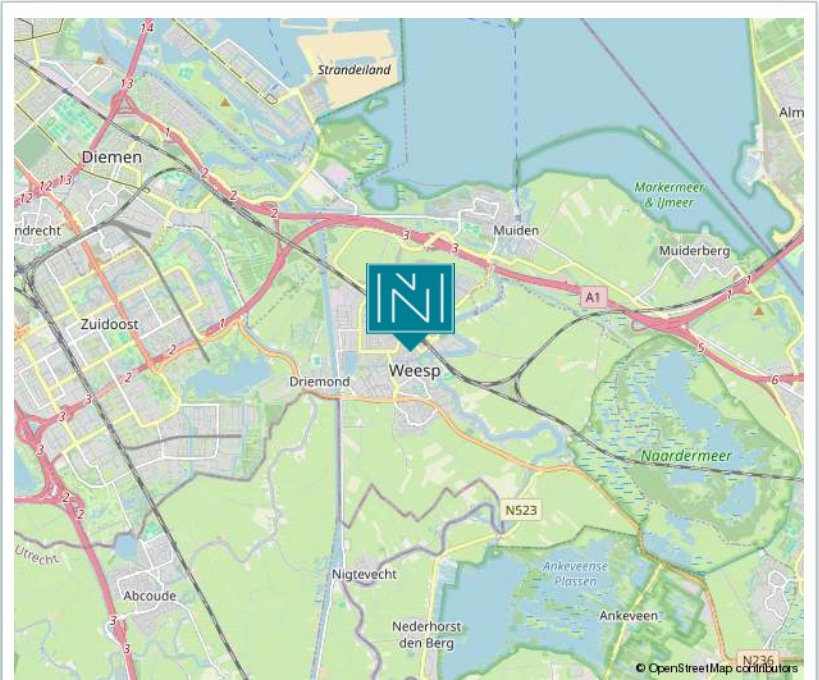 14
Strandeiland
13
Alm
1
Diemen
2
12
13
2
Markermeer
& IJmeer
2
ndrecht
3
3
Muiden
Muiderberg
1
1
A1
N
Zuidoost
1
2
5
Weesp
Driemond
6
3
3
3
Naardermeer
2
2
N523
Utrecht
Nigtevecht
Ankeveense
Plassen
Abcoude
3
Ankeveen
Nederhorst
den Berg
3
N236
© OpenStreetMap contributors